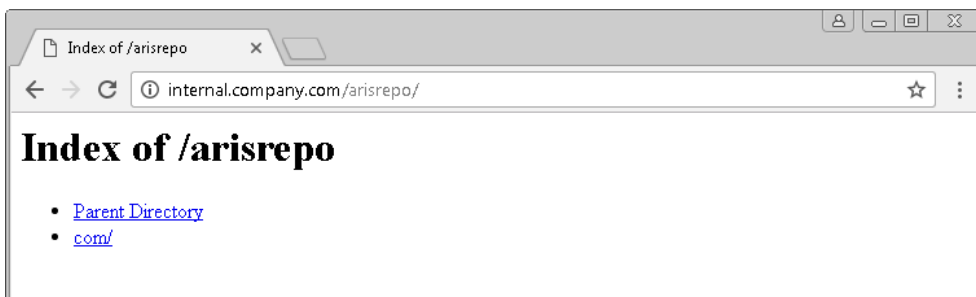 Index of /arisrepo
internal.company.com/arisrepo/
Index of /arisrepo
Parent Directory
com/